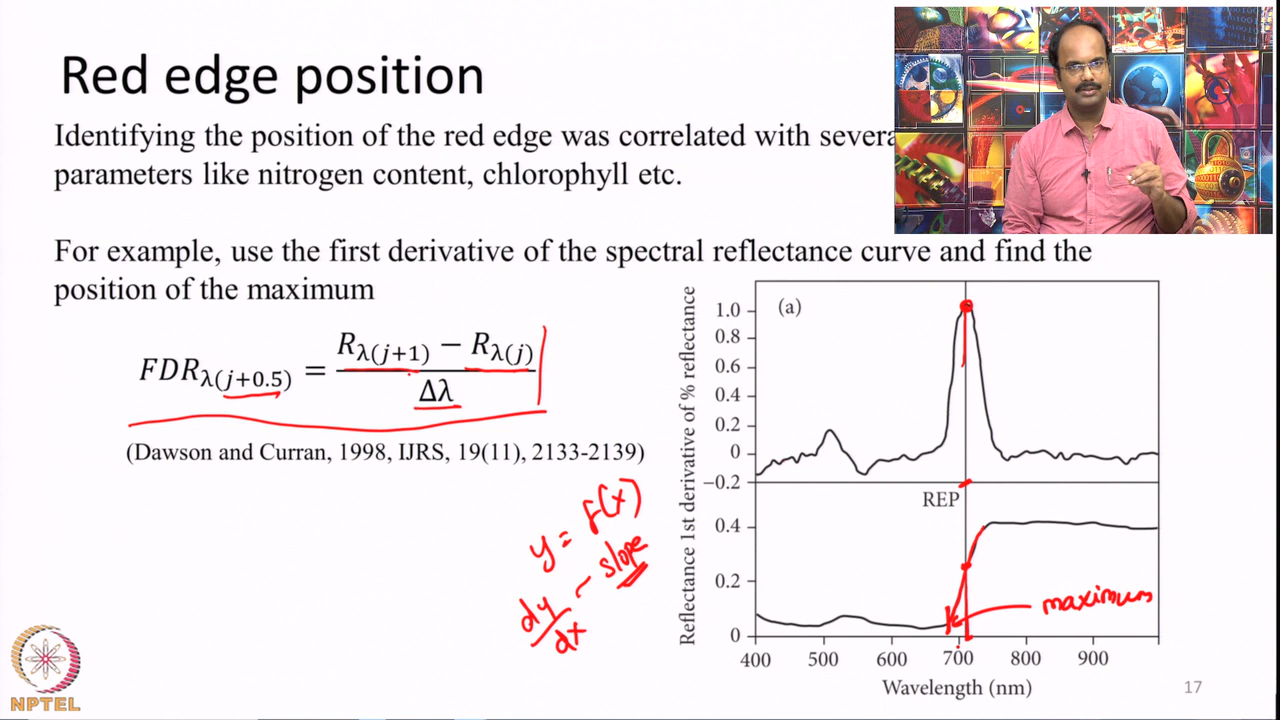 Red edge position
Identifying the position of the red edge was correlated with severa
parameters like nitrogen content, chlorophyll etc.
For example, use the first derivative of the spectral reflectance curve and find the
position of the maximum
FDR_λ(j+0.5) = (R_λ(j+1) − R_λ(j)) / Δλ
(Dawson and Curran, 1998, IJRS, 19(11), 2133-2139)
y = f(x)
dy/dx ~ slope
Reflectance 1st derivative of % reflectance
(a)
1.0
0.8
0.6
0.4
0.2
0
−0.2
REP
0.4
0.2
0
maximum
400 500 600 700 800 900
Wavelength (nm)
17
NPTEL